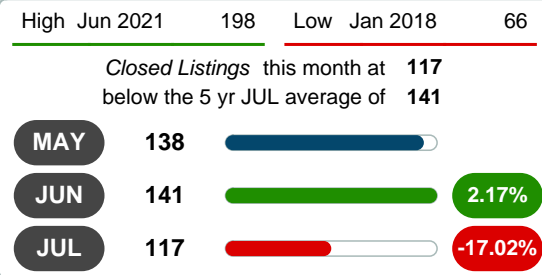 High Jun 2021 198 Low Jan 2018 66
Closed Listings this month at 117
below the 5 yr JUL average of 141
MAY 138
JUN 141 2.17%
JUL 117 -17.02%